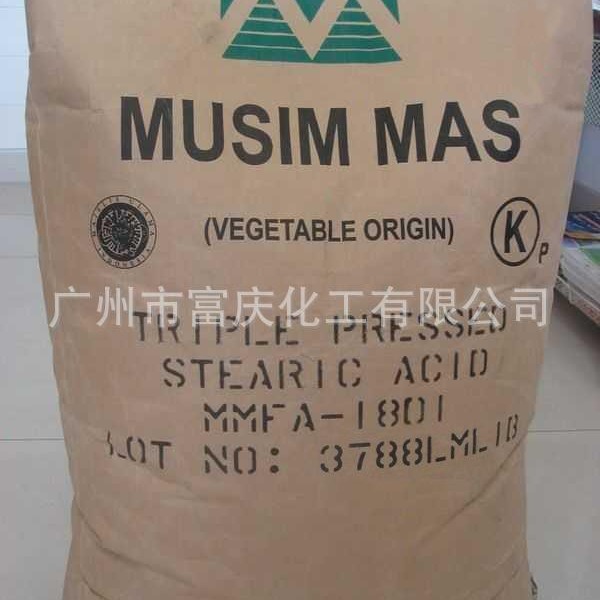 MUSIM MAS
(VEGETABLE ORIGIN)
K P
广州市富庆化工有限公司
TRIPLE PRESSED
STEARIC ACID
MMFA-1801
LOT NO: 3788LML1B